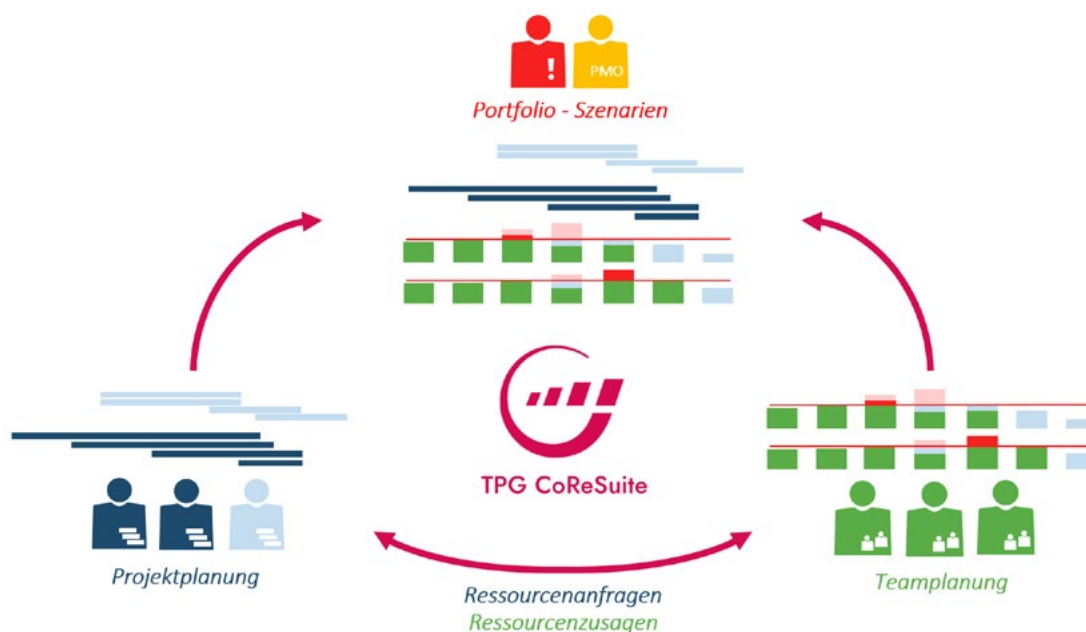 !
PMO
Portfolio - Szenarien
TPG CoReSuite
Projektplanung
Teamplanung
Ressourcenanfragen
Ressourcenzusagen